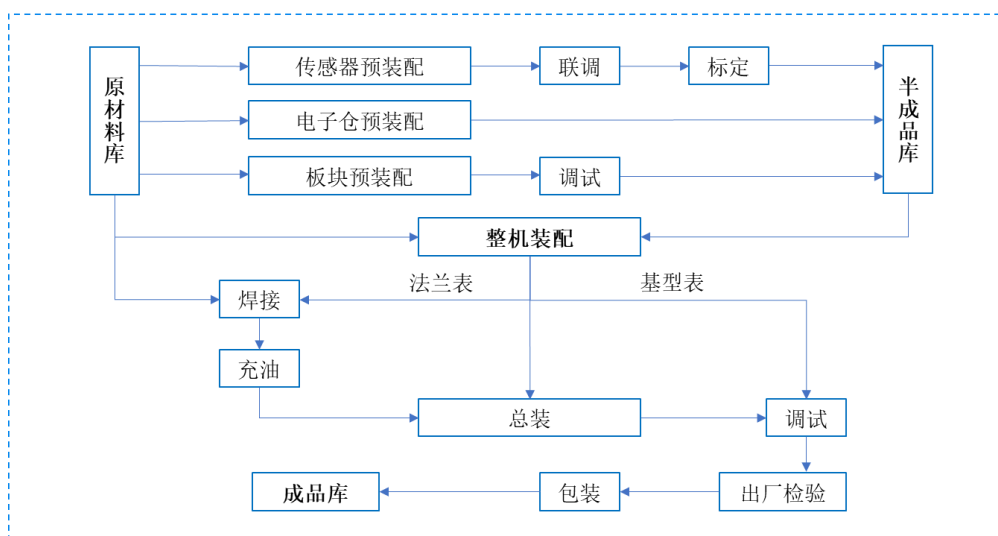 原材料库
传感器预装配
联调
标定
半成品库
电子仓预装配
板块预装配
调试
整机装配
法兰表
基型表
焊接
充油
总装
调试
成品库
包装
出厂检验